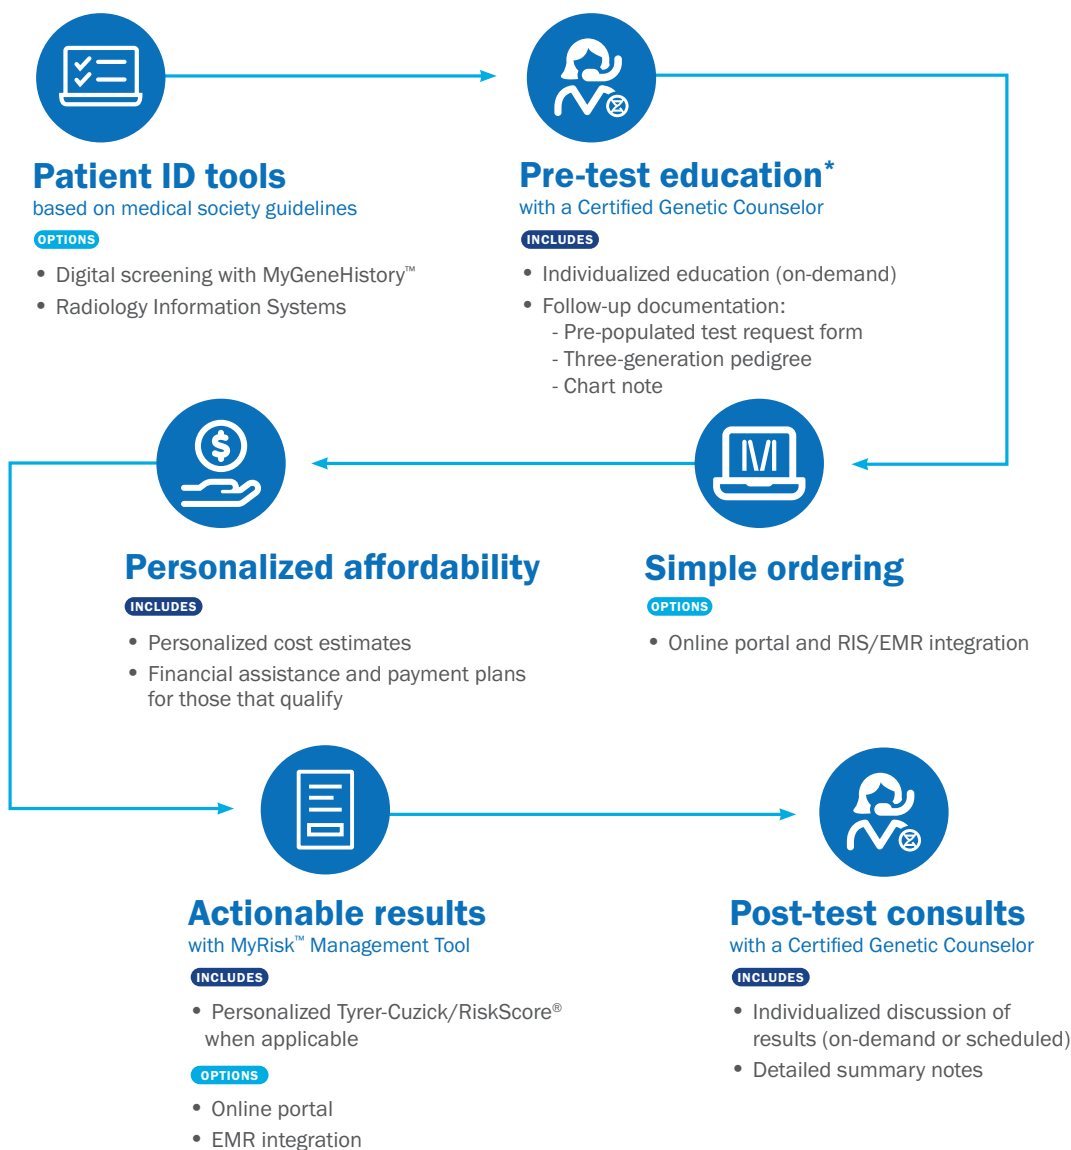 Patient ID tools
based on medical society guidelines
OPTIONS
• Digital screening with MyGeneHistory™
• Radiology Information Systems
Pre-test education*
with a Certified Genetic Counselor
INCLUDES
• Individualized education (on-demand)
• Follow-up documentation:
- Pre-populated test request form
- Three-generation pedigree
- Chart note
Simple ordering
OPTIONS
• Online portal and RIS/EMR integration
$
Personalized affordability
INCLUDES
• Personalized cost estimates
• Financial assistance and payment plans
for those that qualify
Actionable results
with MyRisk™ Management Tool
INCLUDES
• Personalized Tyrer-Cuzick/RiskScore®
when applicable
OPTIONS
• Online portal
• EMR integration
Post-test consults
with a Certified Genetic Counselor
INCLUDES
• Individualized discussion of
results (on-demand or scheduled)
• Detailed summary notes